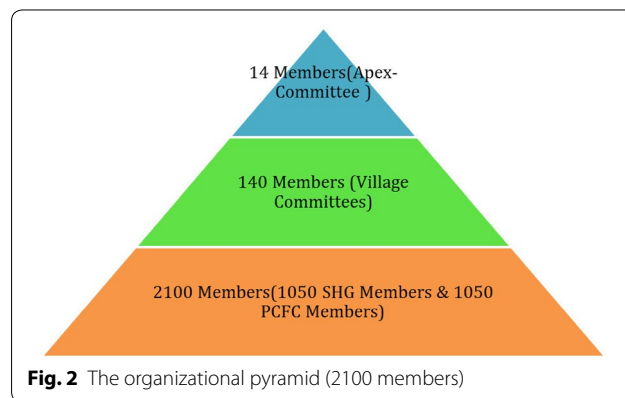 14 Members(Apex-
Committee )
140 Members (Village
Committees)
2100 Members(1050 SHG Members & 1050
PCFC Members)
Fig. 2 The organizational pyramid (2100 members)